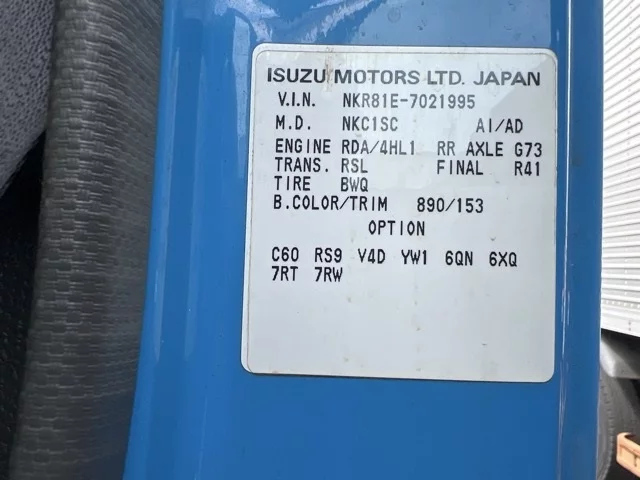 ISUZU MOTORS LTD. JAPAN
V.I.N. NKR81E-7021995
M.D. NKC1SC AI/AD
ENGINE RDA/4HL1 RR AXLE G73
TRANS. RSL FINAL R41
TIRE BWQ
B.COLOR/TRIM 890/153
OPTION
C60 RS9 V4D YW1 6QN 6XQ
7RT 7RW